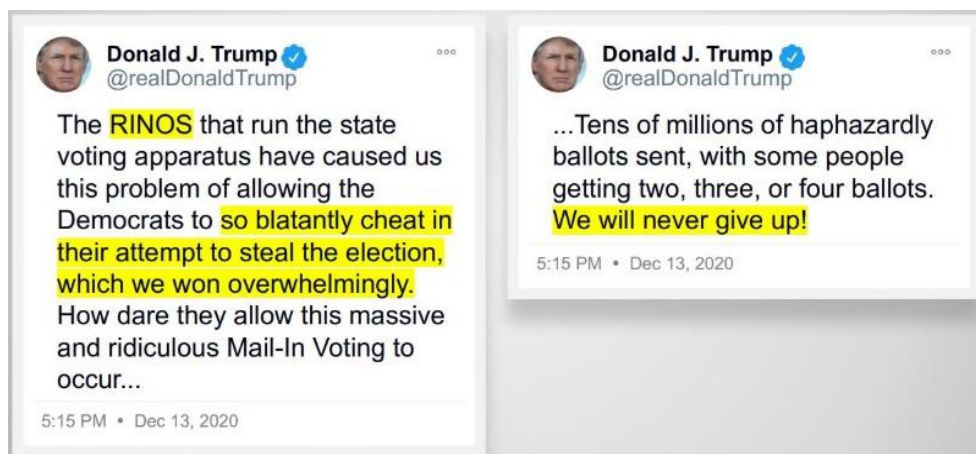 Donald J. Trump
@realDonaldTrump
The RINOS that run the state
voting apparatus have caused us
this problem of allowing the
Democrats to so blatantly cheat in
their attempt to steal the election,
which we won overwhelmingly.
How dare they allow this massive
and ridiculous Mail-In Voting to
occur...
5:15 PM • Dec 13, 2020
Donald J. Trump
@realDonaldTrump
...Tens of millions of haphazardly
ballots sent, with some people
getting two, three, or four ballots.
We will never give up!
5:15 PM • Dec 13, 2020